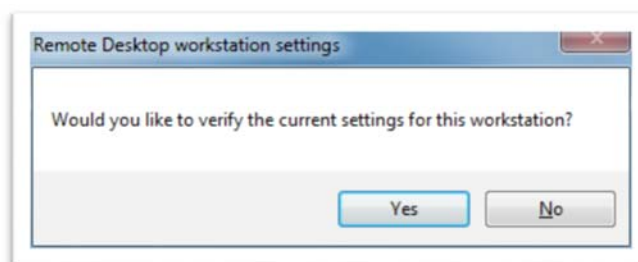 Remote Desktop workstation settings
Would you like to verify the current settings for this workstation?
Yes
No